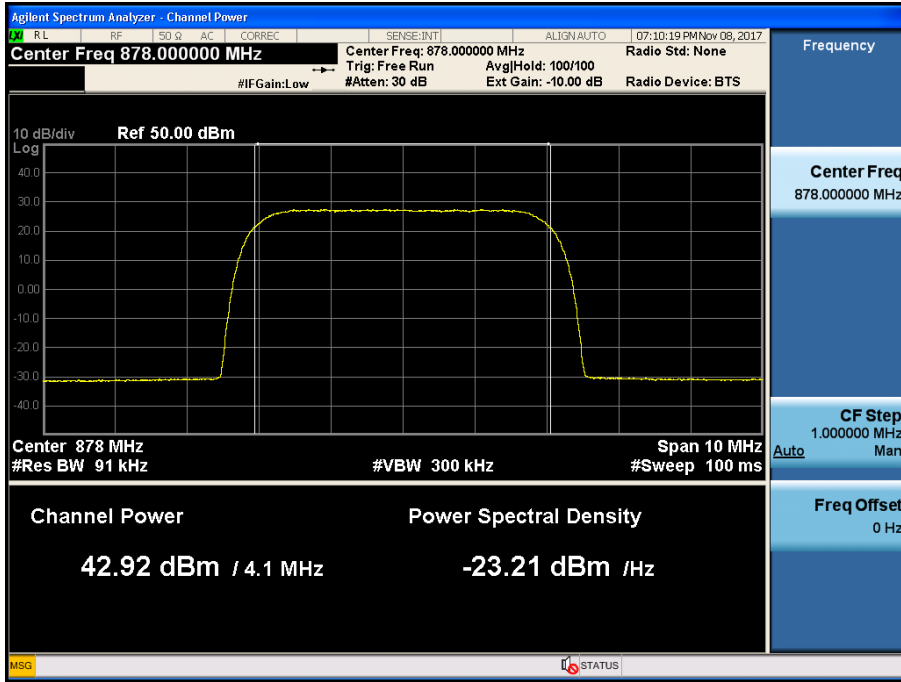 Agilent Spectrum Analyzer - Channel Power
LXI RL RF 50 Ω AC CORREC SENSE:INT ALIGNAUTO 07:10:19 PM Nov 08, 2017
Center Freq 878.000000 MHz
Center Freq: 878.000000 MHz Radio Std: None
Trig: Free Run Avg|Hold: 100/100
#IFGain:Low #Atten: 30 dB Ext Gain: -10.00 dB Radio Device: BTS
10 dB/div Ref 50.00 dBm
Log
40.0
30.0
20.0
10.0
0.00
-10.0
-20.0
-30.0
-40.0
Center 878 MHz Span 10 MHz
#Res BW 91 kHz #VBW 300 kHz #Sweep 100 ms
Channel Power Power Spectral Density
42.92 dBm / 4.1 MHz -23.21 dBm /Hz
MSG STATUS
Frequency
Center Freq
878.000000 MHz
CF Step
1.000000 MHz
Auto Man
Freq Offset
0 Hz